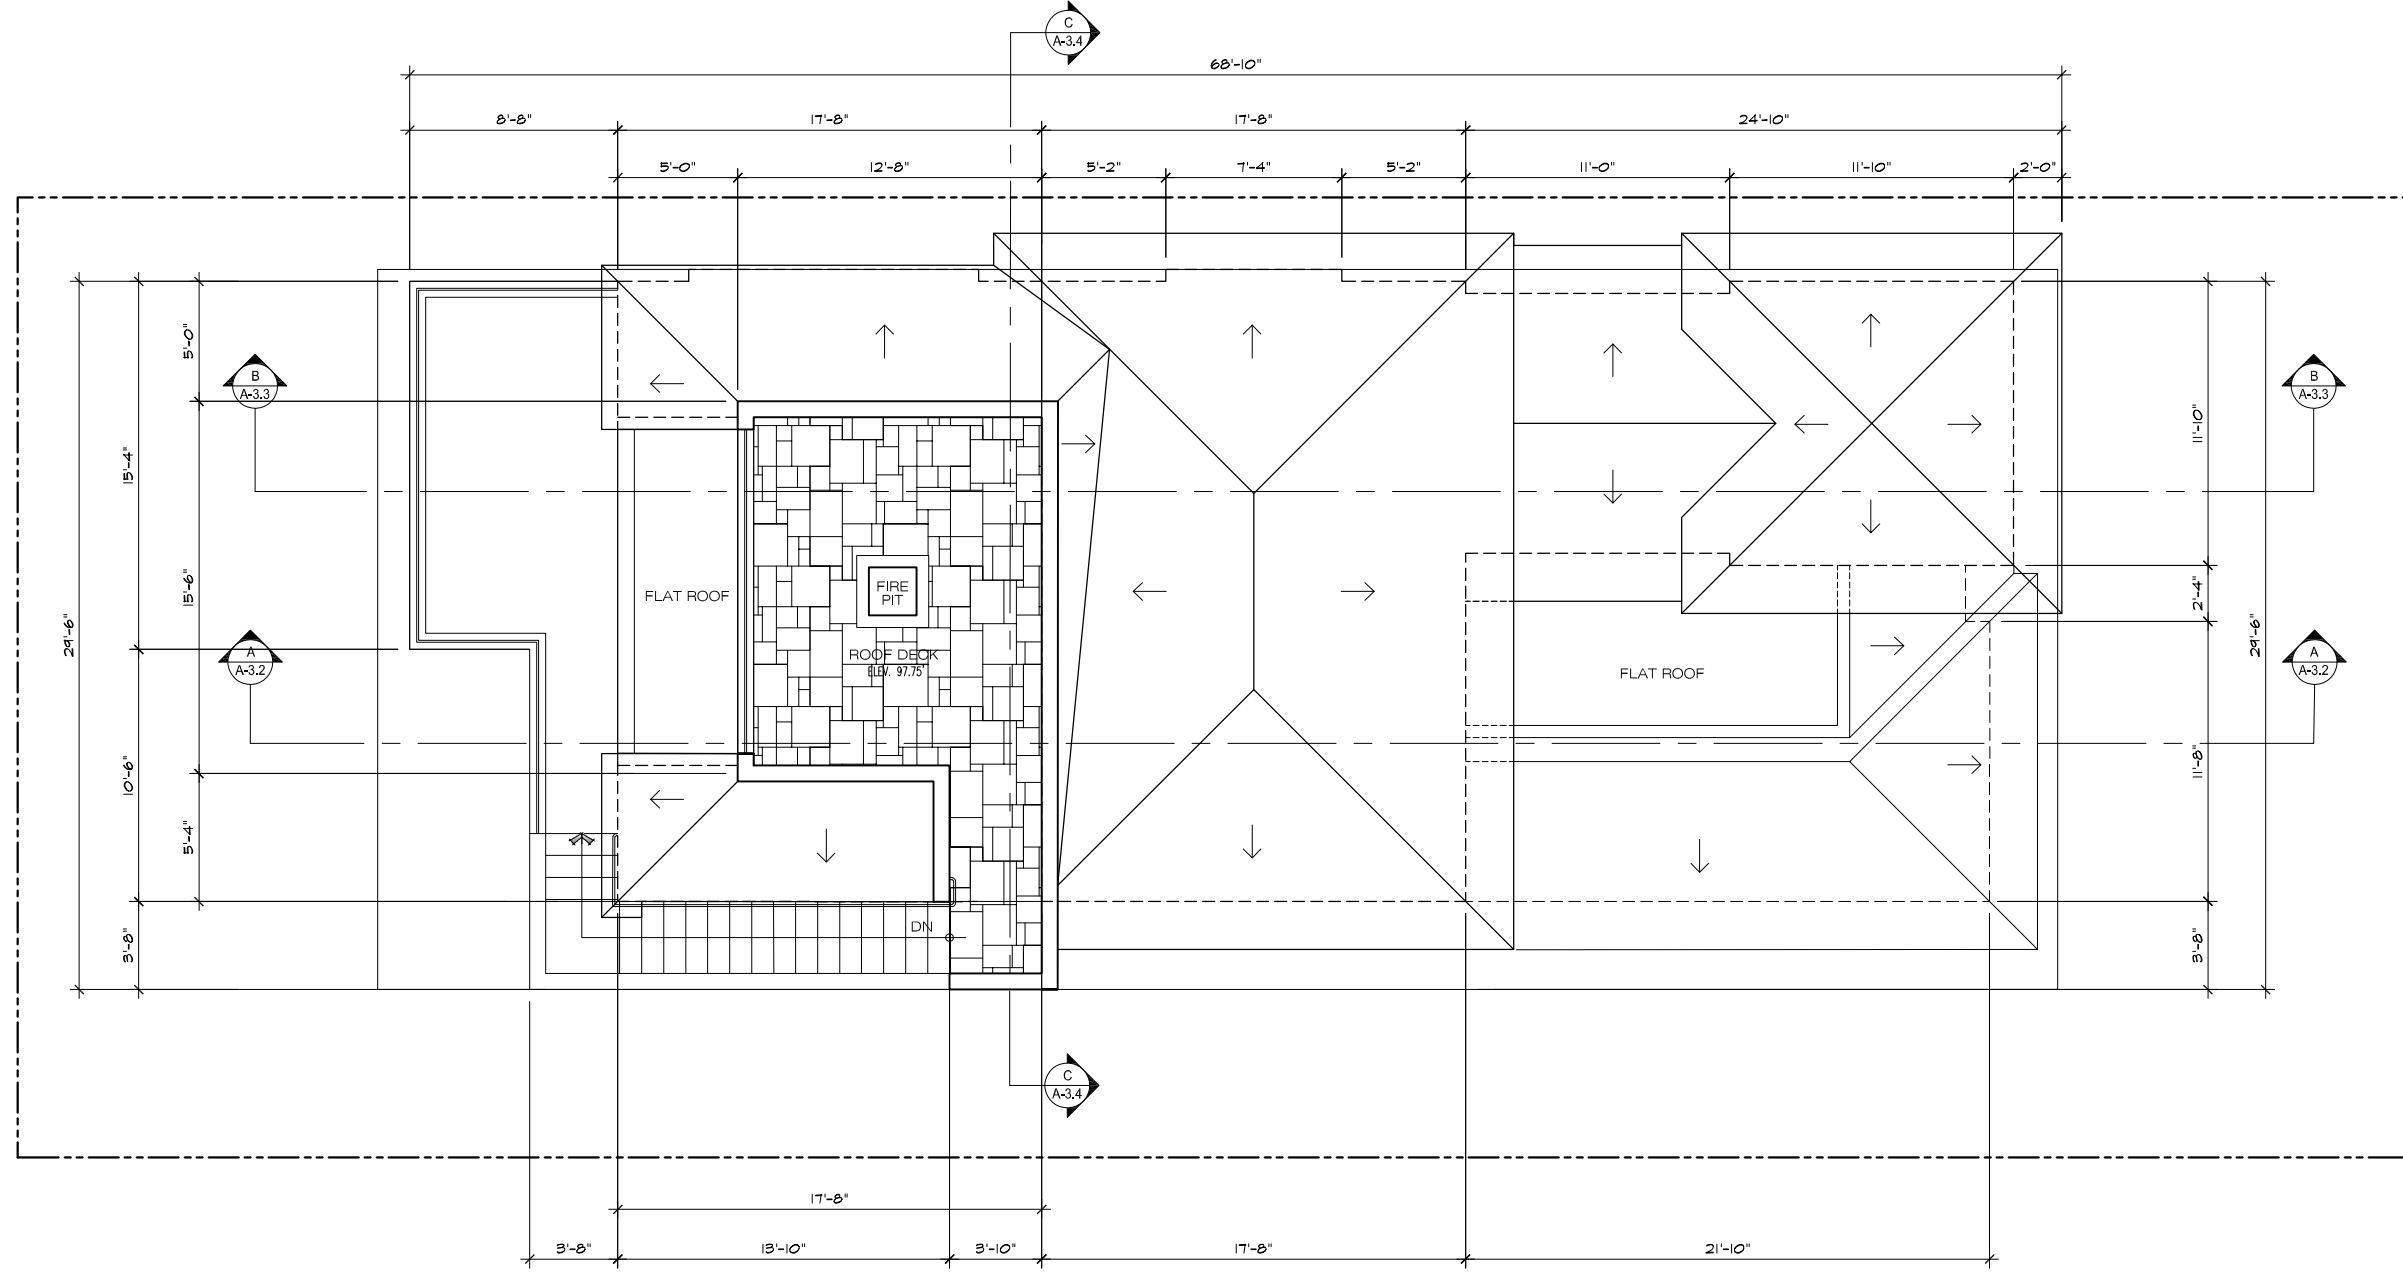 C
A-3.4
68'-10"
8'-8"
17'-8"
17'-8"
24'-10"
5'-0"
12'-8"
5'-2"
7'-4"
5'-2"
11'-0"
11'-10"
2'-0"
5'-0"
B
A-3.3
B
A-3.3
11'-10"
15'-4"
15'-6"
FLAT ROOF
FIRE
PIT
2'-4"
29'-6"
29'-6"
A
A-3.2
ROOF DECK
ELEV. 97.75'
FLAT ROOF
A
A-3.2
10'-6"
11'-8"
5'-4"
DN
3'-8"
3'-8"
C
A-3.4
17'-8"
3'-8"
13'-10"
3'-10"
17'-8"
21'-10"